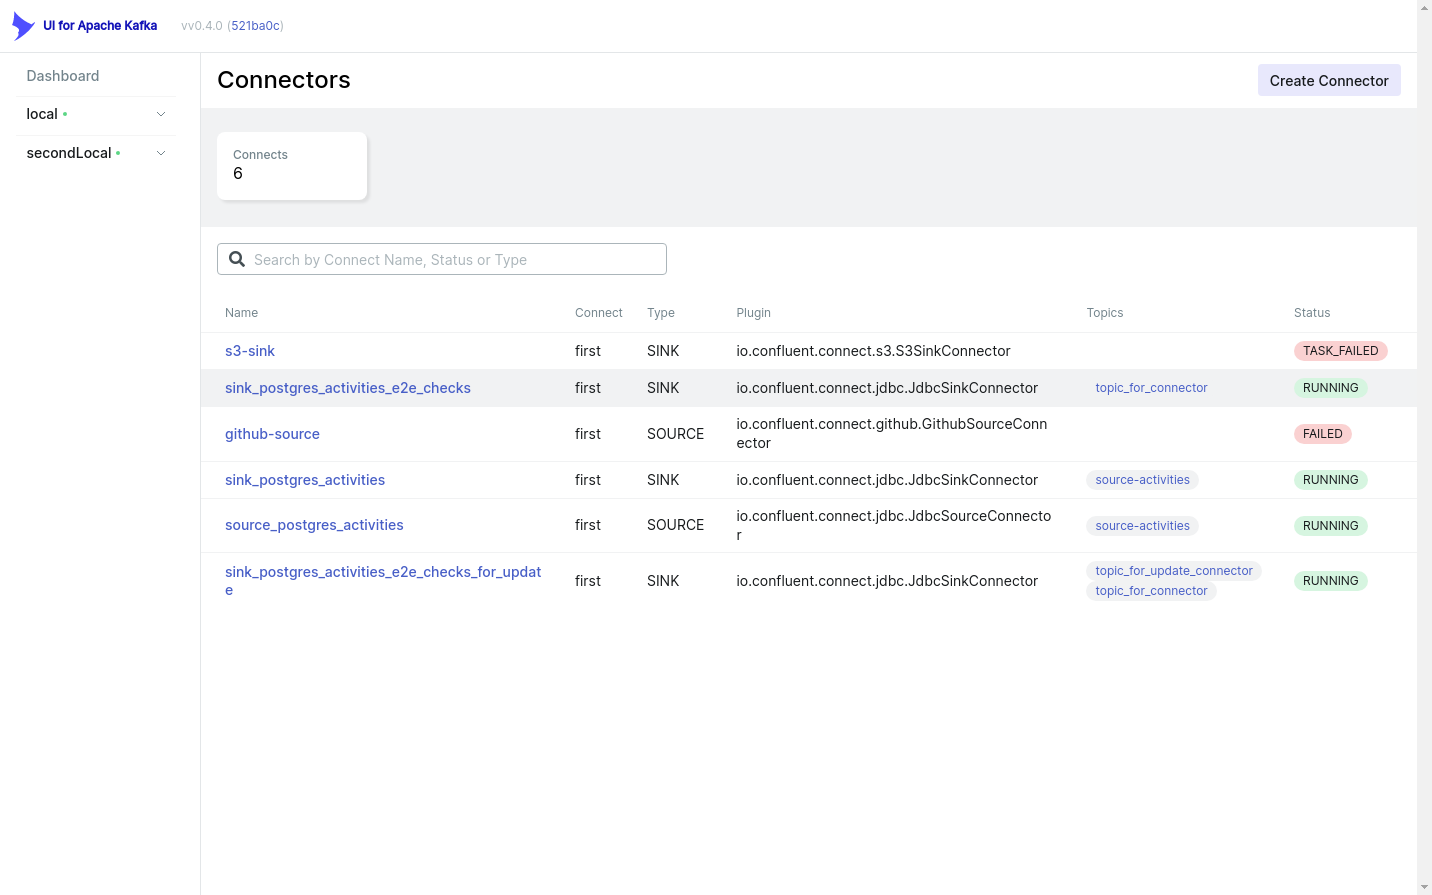 UI for Apache Kafka vv0.4.0 (521ba0c)
Dashboard
local
secondLocal
Connectors
Create Connector
Connects
6
Search by Connect Name, Status or Type
Name Connect Type Plugin Topics Status
s3-sink first SINK io.confluent.connect.s3.S3SinkConnector TASK_FAILED
sink_postgres_activities_e2e_checks first SINK io.confluent.connect.jdbc.JdbcSinkConnector topic_for_connector RUNNING
github-source first SOURCE io.confluent.connect.github.GithubSourceConn
ector FAILED
sink_postgres_activities first SINK io.confluent.connect.jdbc.JdbcSinkConnector source-activities RUNNING
source_postgres_activities first SOURCE io.confluent.connect.jdbc.JdbcSourceConnecto
r source-activities RUNNING
sink_postgres_activities_e2e_checks_for_updat
e first SINK io.confluent.connect.jdbc.JdbcSinkConnector topic_for_update_connector
topic_for_connector RUNNING